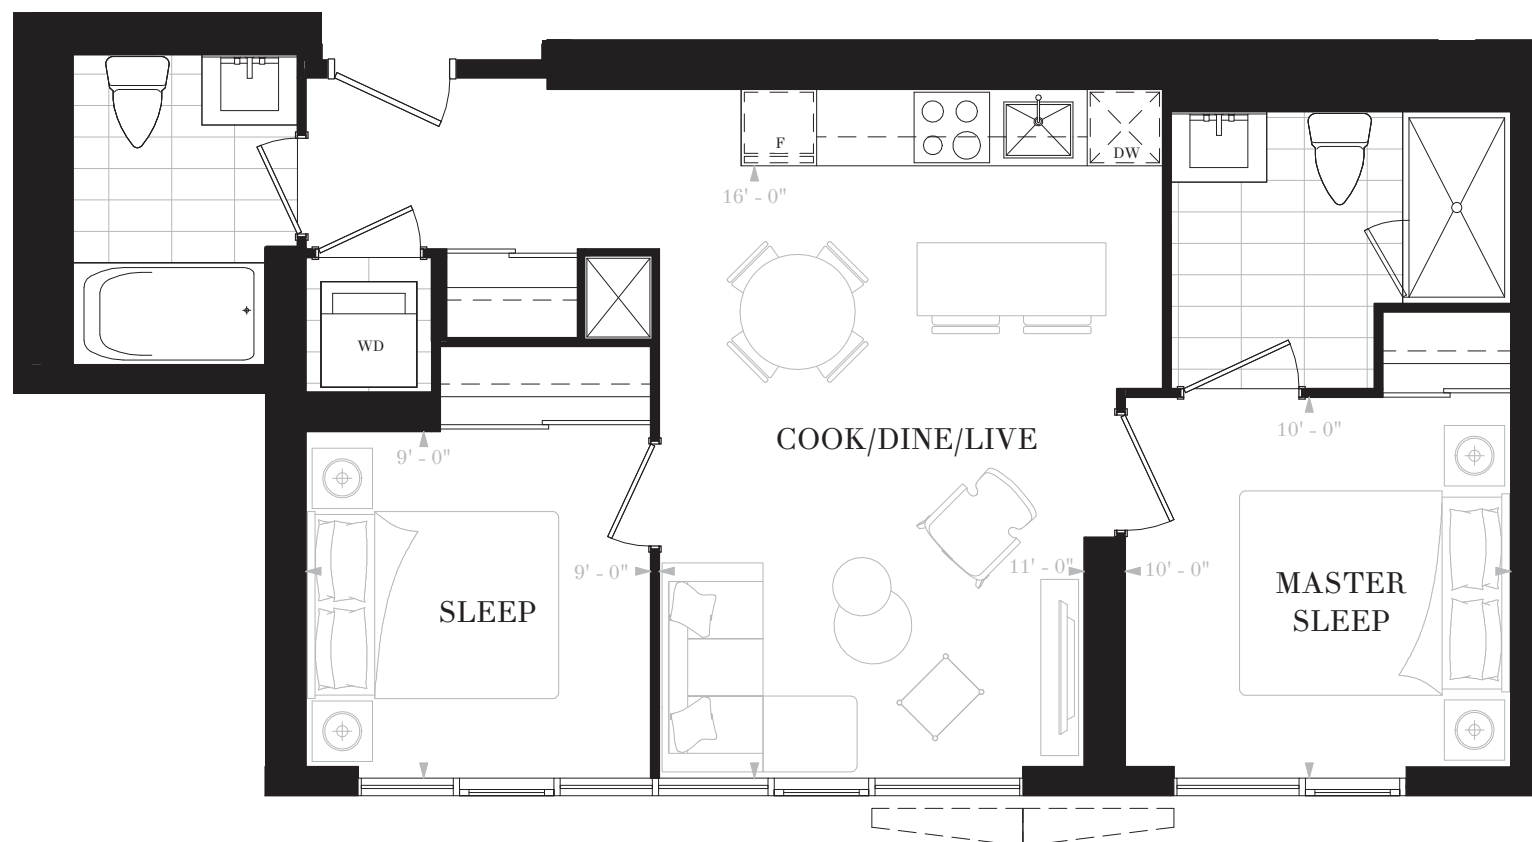 F
DW
16' - 0"
WD
COOK/DINE/LIVE
9' - 0"
10' - 0"
9' - 0"
11' - 0"
10' - 0"
SLEEP
MASTER
SLEEP